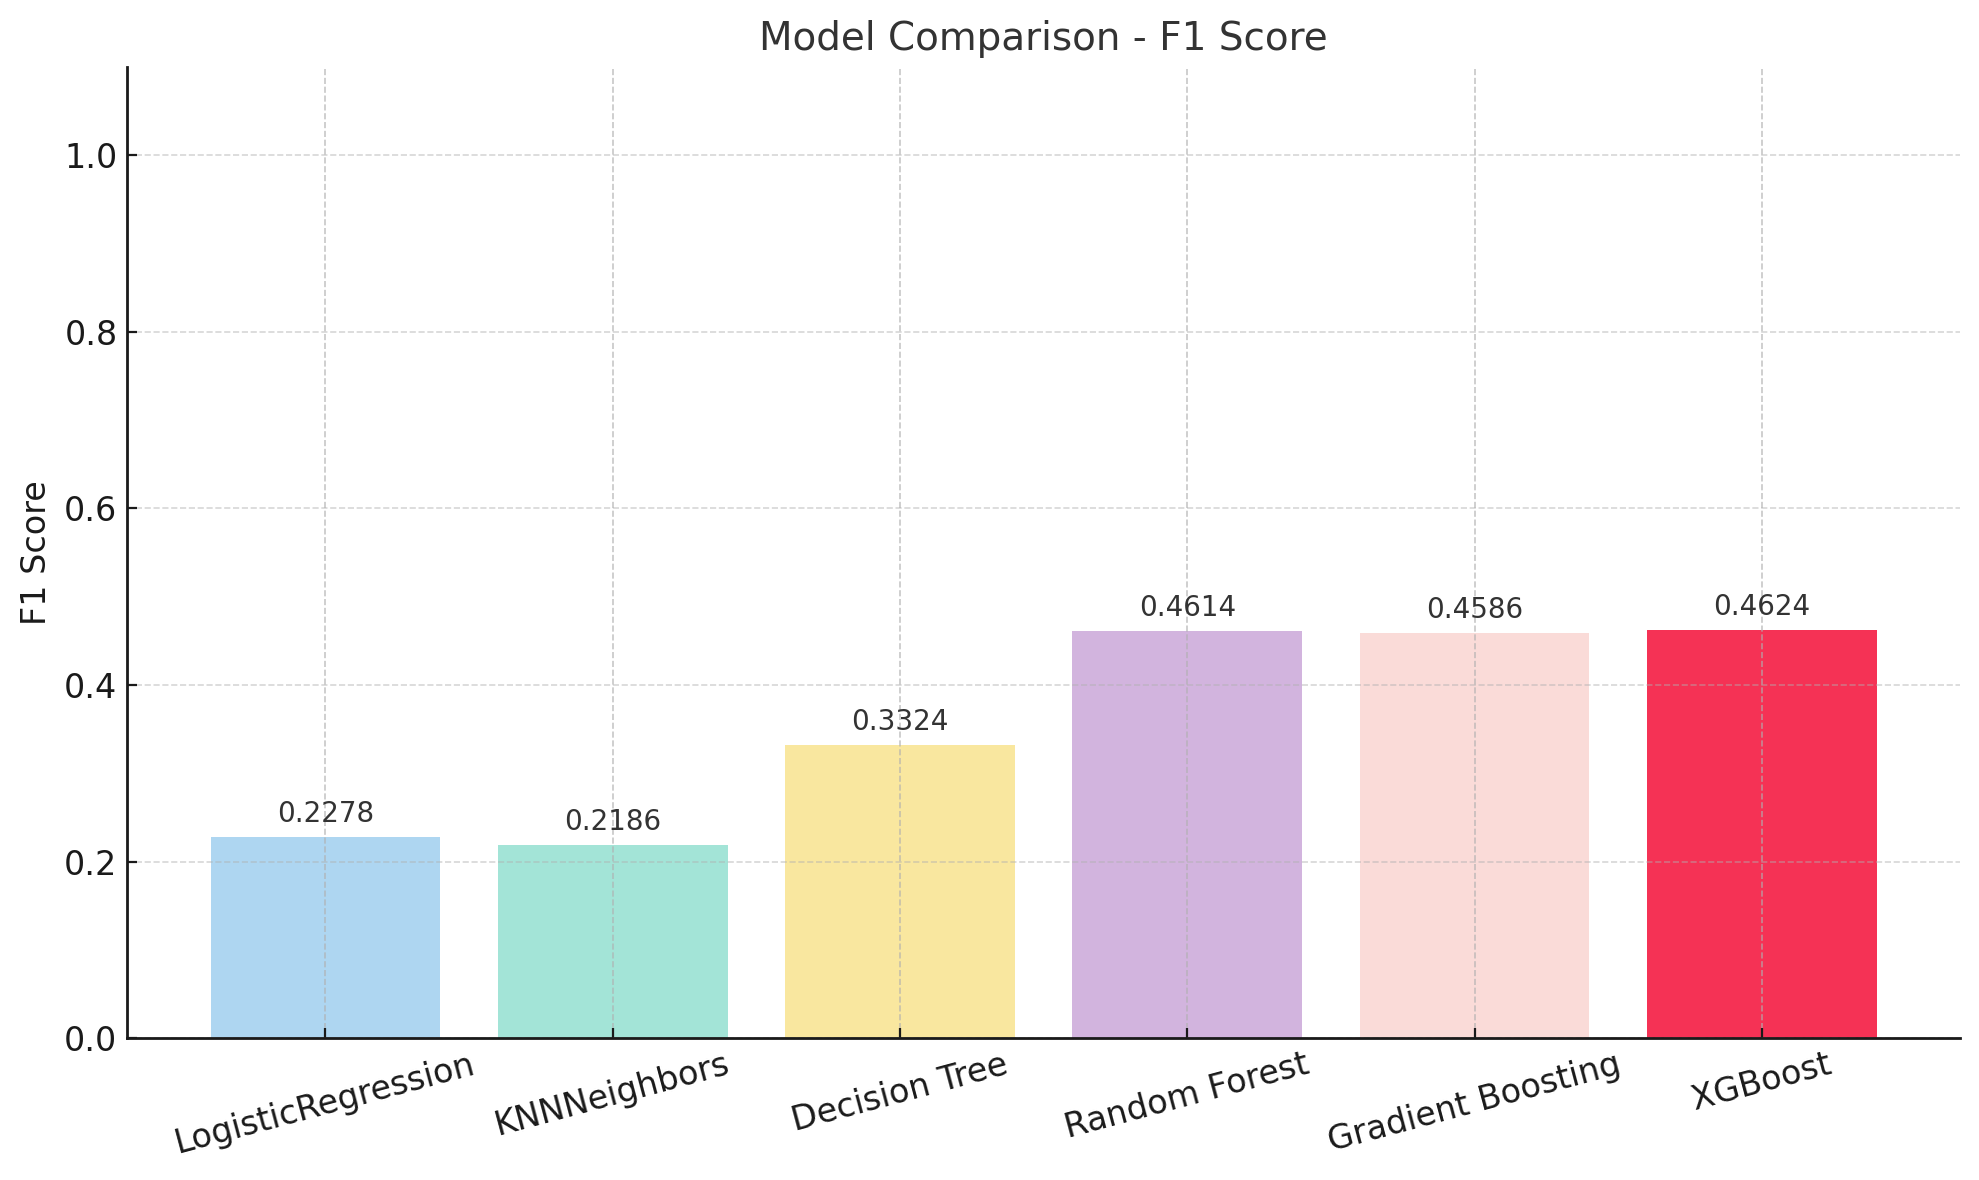 Model Comparison - F1 Score
F1 Score
1.0
0.8
0.6
0.4
0.2
0.0
0.2278
0.2186
0.3324
0.4614
0.4586
0.4624
LogisticRegression
KNNNeighbors
Decision Tree
Random Forest
Gradient Boosting
XGBoost